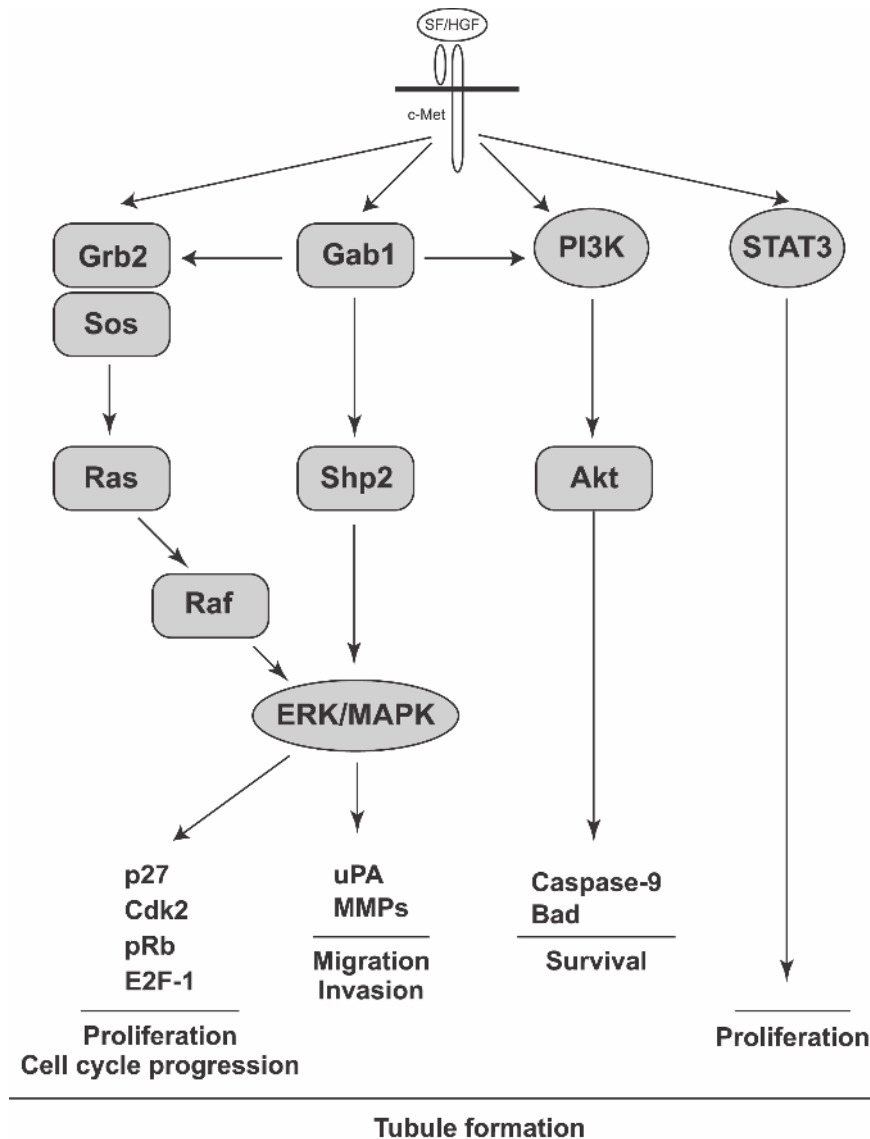 SF/HGF
c-Met
Grb2
Gab1
PI3K
STAT3
Sos
Ras
Shp2
Akt
Raf
ERK/MAPK
p27
Cdk2
pRb
E2F-1
Proliferation
Cell cycle progression
uPA
MMPs
Migration
Invasion
Caspase-9
Bad
Survival
Proliferation
Tubule formation